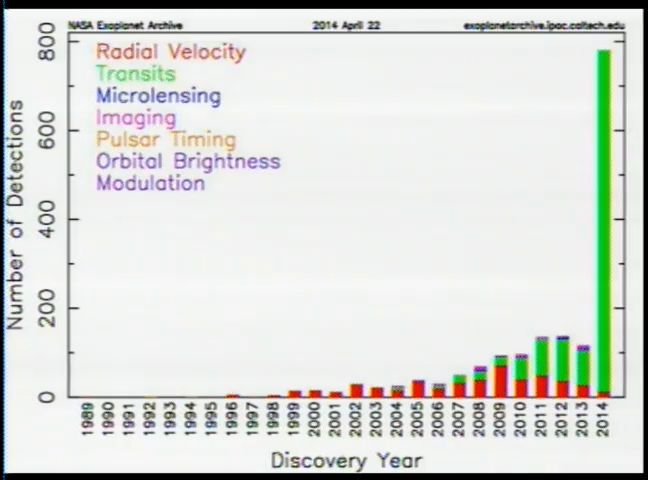 NASA Exoplanet Archive 2014 April 22 exoplanetarchive.ipac.caltech.edu
Radial Velocity
Transits
Microlensing
Imaging
Pulsar Timing
Orbital Brightness
Modulation
Number of Detections
800
600
400
200
0
1989 1990 1991 1992 1993 1994 1995 1996 1997 1998 1999 2000 2001 2002 2003 2004 2005 2006 2007 2008 2009 2010 2011 2012 2013 2014
Discovery Year